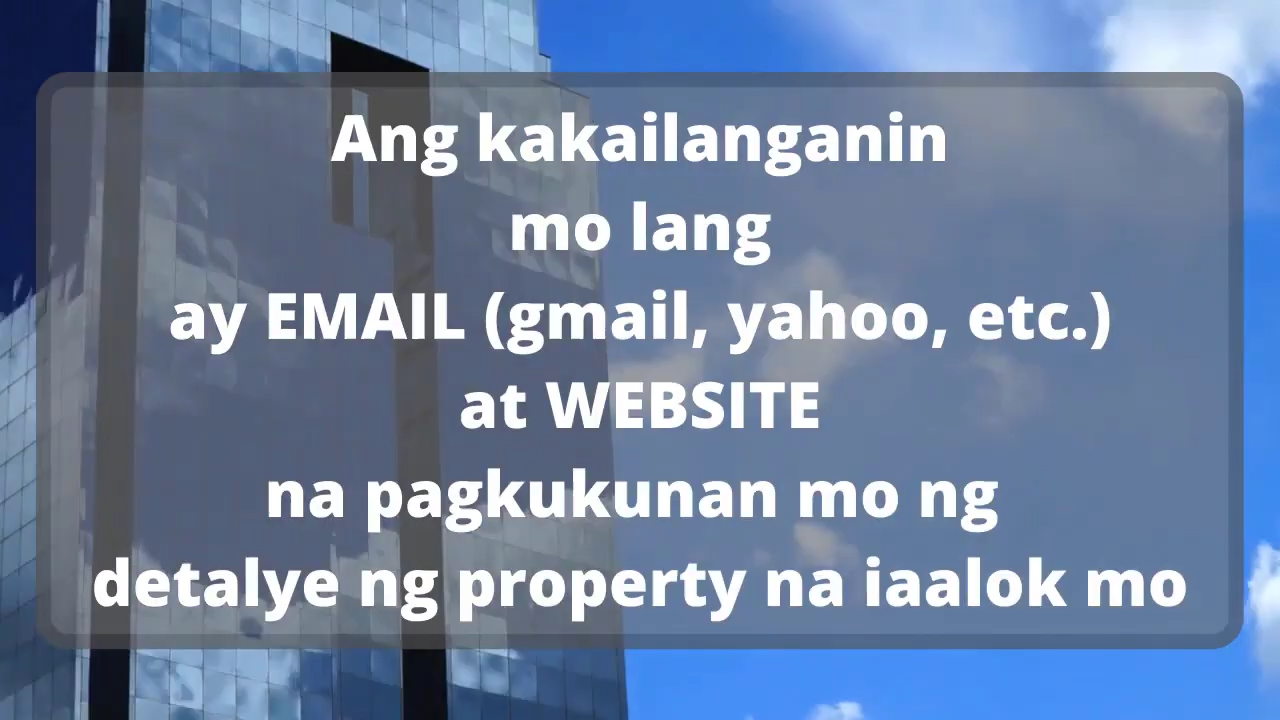 Ang kakailanganin
mo lang
ay EMAIL (gmail, yahoo, etc.)
at WEBSITE
na pagkukunan mo ng
detalye ng property na iaalok mo